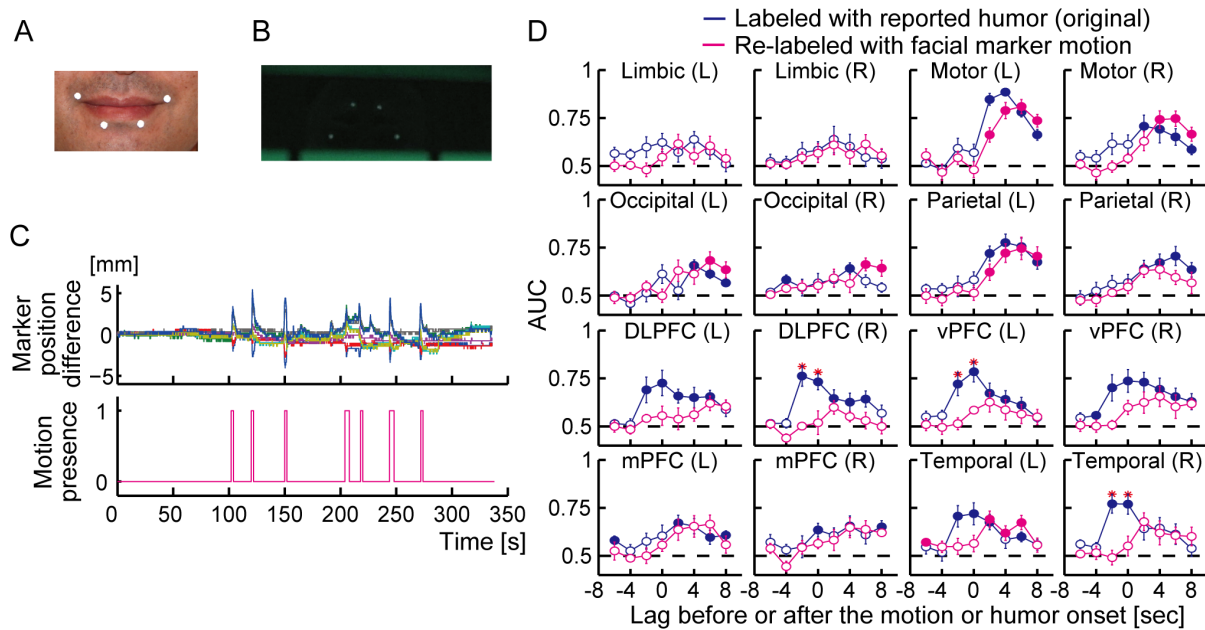 A
B
C
[mm]
Marker
position
difference
5
0
−5
Motion
presence
1
0
0 50 100 150 200 250 300 350
Time [s]
D
Labeled with reported humor (original)
Re-labeled with facial marker motion
Limbic (L) Limbic (R) Motor (L) Motor (R)
0.75
0.5
Occipital (L) Occipital (R) Parietal (L) Parietal (R)
0.75
0.5
AUC
DLPFC (L) DLPFC (R) vPFC (L) vPFC (R)
* * * *
0.75
0.5
mPFC (L) mPFC (R) Temporal (L) Temporal (R)
* *
0.75
0.5
-8 -4 0 4 8 -4 0 4 8 -4 0 4 8 -4 0 4 8
-8 -8 -8
Lag before or after the motion or humor onset [sec]